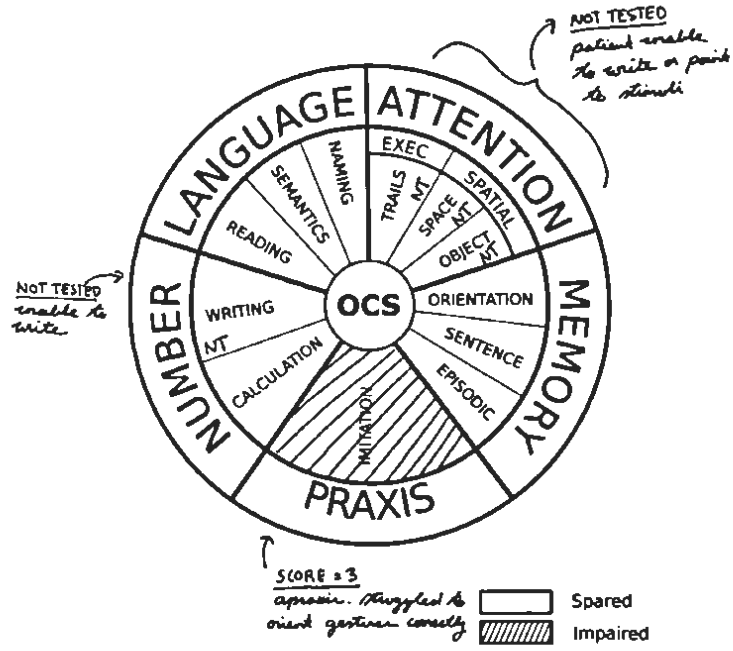 NOT TESTED
patient unable
to write or point
to stimuli
LANGUAGE
ATTENTION
EXEC
NAMING
TRAILS
NT
SPATIAL
SEMANTICS
SPACE
NT
READING
OBJECT
NT
NOT TESTED
unable to
write
NUMBER
WRITING
NT
OCS
ORIENTATION
MEMORY
SENTENCE
CALCULATION
EPISODIC
IMITATION
PRAXIS
SCORE = 3
apraxic. struggled to
orient gestures correctly
Spared
Impaired